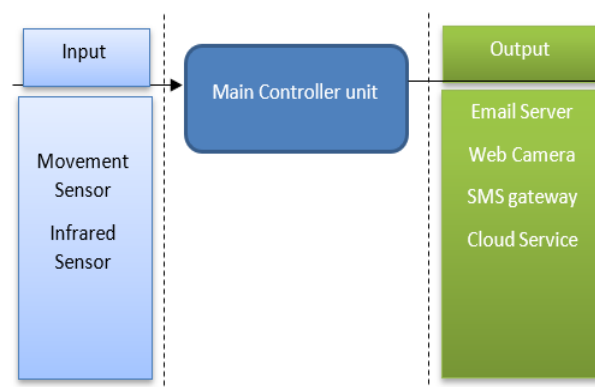 Input
Movement
Sensor
Infrared
Sensor
Main Controller unit
Output
Email Server
Web Camera
SMS gateway
Cloud Service